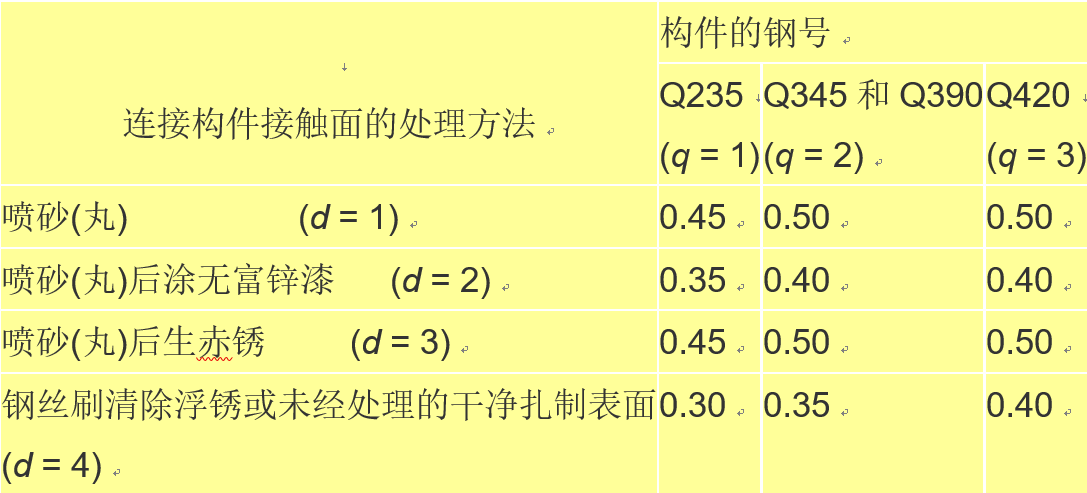 构件的钢号
连接构件接触面的处理方法
Q235 Q345 和 Q390 Q420
(q = 1) (q = 2) (q = 3)
喷砂(丸) (d = 1) 0.45 0.50 0.50
喷砂(丸)后涂无富锌漆 (d = 2) 0.35 0.40 0.40
喷砂(丸)后生赤锈 (d = 3) 0.45 0.50 0.50
钢丝刷清除浮锈或未经处理的干净扎制表面 0.30 0.35 0.40
(d = 4)